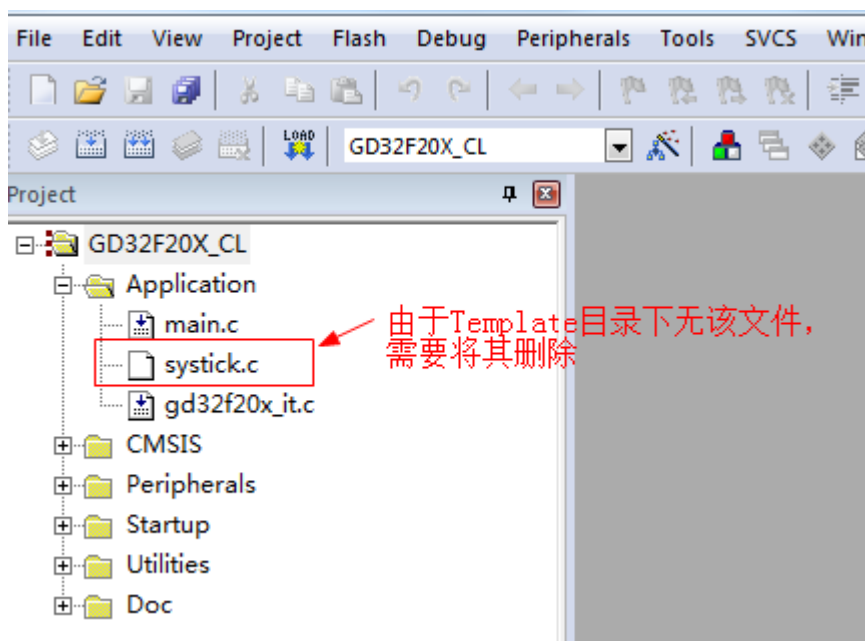 File Edit View Project Flash Debug Peripherals Tools SVCS
LOAD
GD32F20X_CL
Project
GD32F20X_CL
Application
main.c
由于Template目录下无该文件，
systick.c
需要将其删除
gd32f20x_it.c
CMSIS
Peripherals
Startup
Utilities
Doc